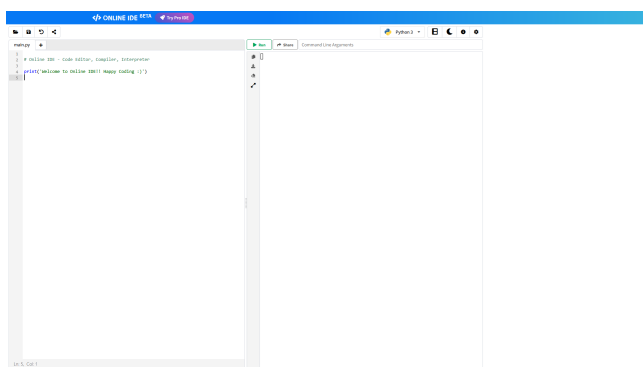 </> ONLINE IDE BETA Try Pro IDE
Python 3
main.py +
Run Share Command Line Arguments
1
2 # Online IDE - Code Editor, Compiler, Interpreter
3
4 print('Welcome to Online IDE!! Happy Coding :)')
5
Ln 5, Col 1